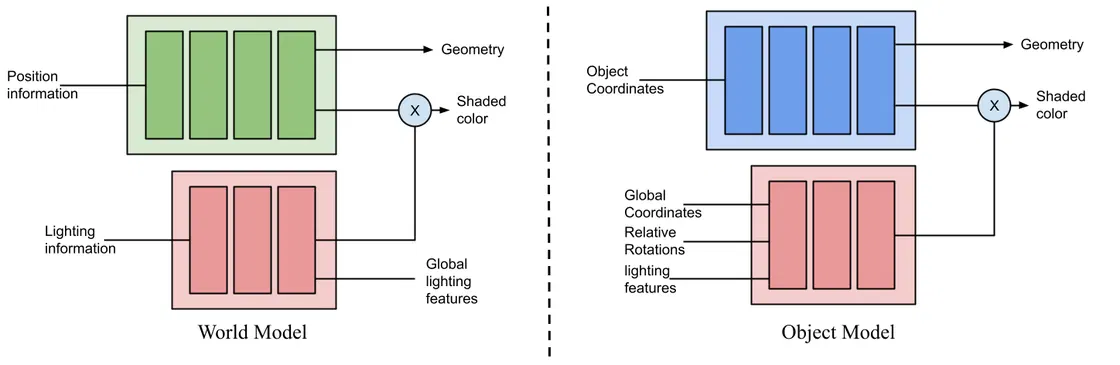 Position
information
Geometry
X
Shaded
color
Lighting
information
Global
lighting
features
World Model
Object
Coordinates
Geometry
X
Shaded
color
Global
Coordinates
Relative
Rotations
lighting
features
Object Model